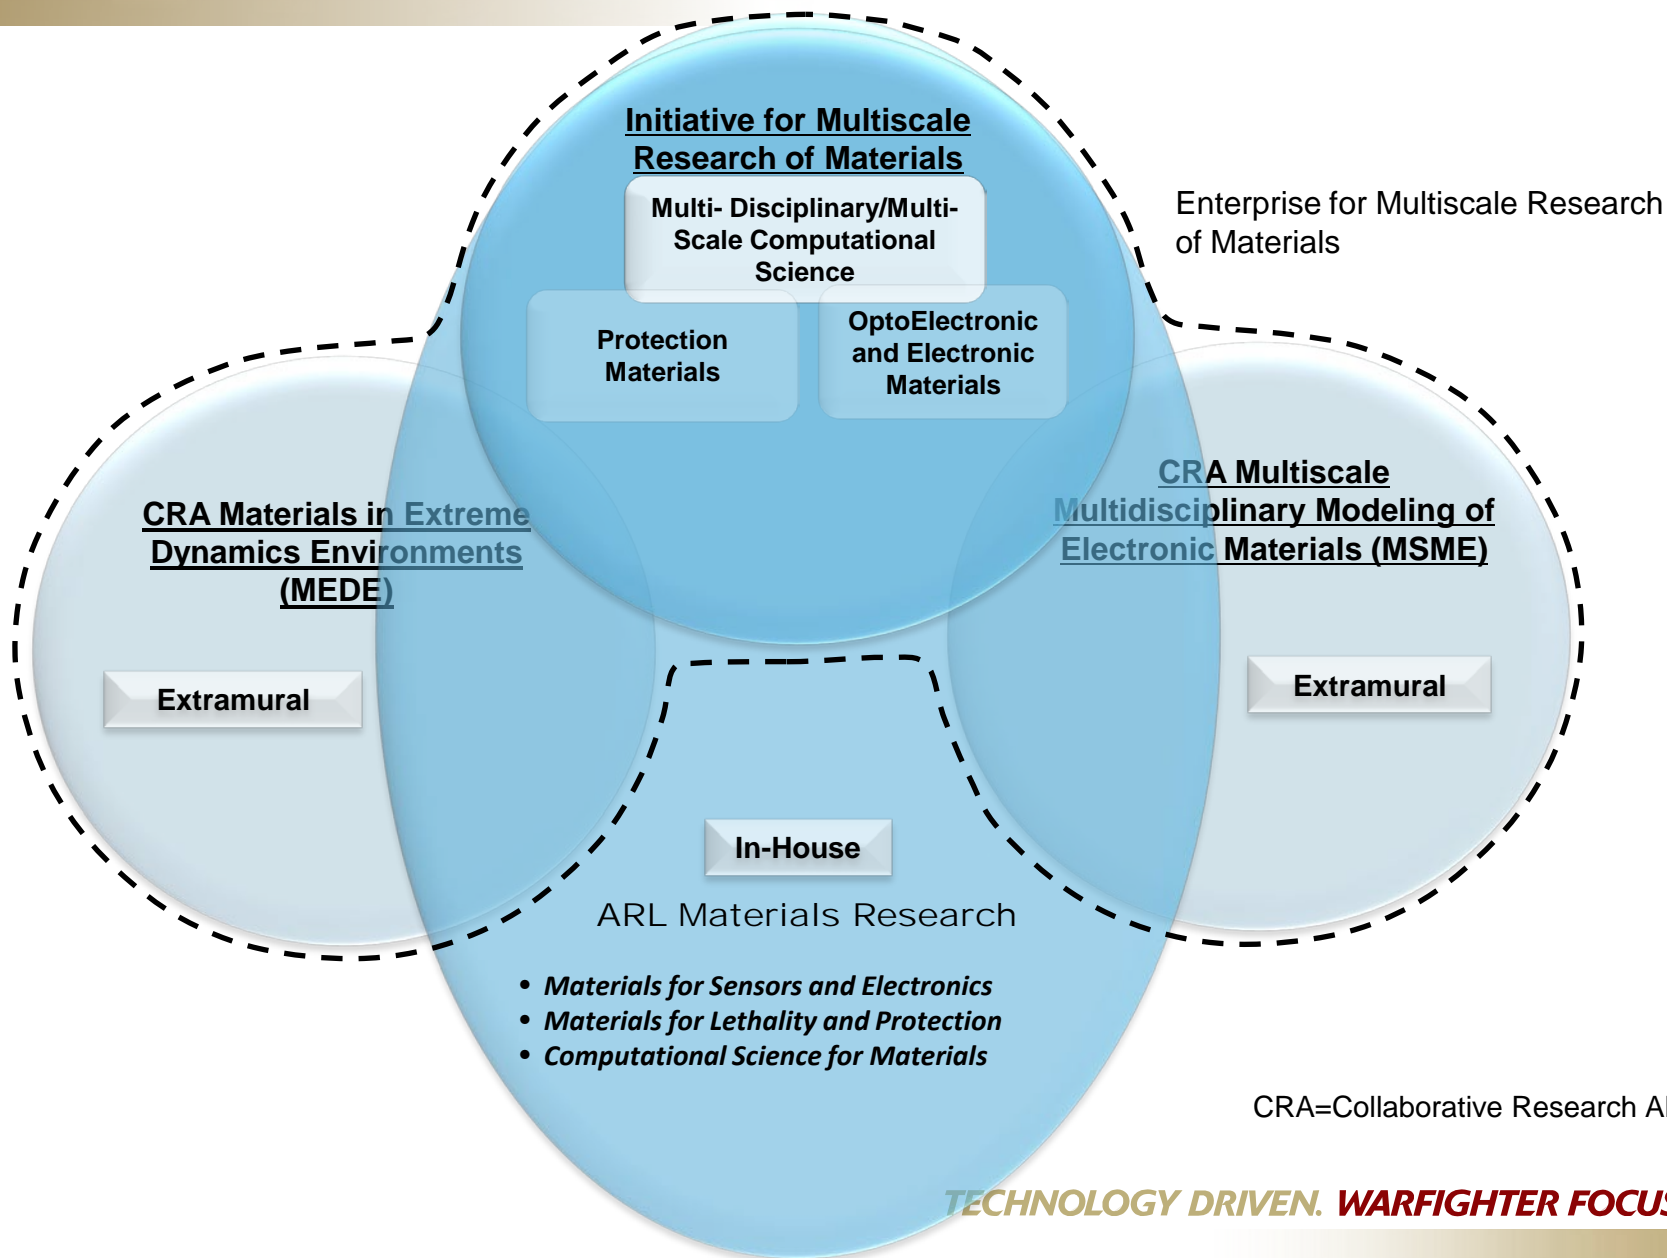 Initiative for Multiscale
Research of Materials
Multi- Disciplinary/Multi-
Scale Computational
Science
Protection
Materials
OptoElectronic
and Electronic
Materials
Enterprise for Multiscale Research
of Materials
CRA Materials in Extreme
Dynamics Environments
(MEDE)
Extramural
CRA Multiscale
Multidisciplinary Modeling of
Electronic Materials (MSME)
Extramural
In-House
ARL Materials Research
• Materials for Sensors and Electronics
• Materials for Lethality and Protection
• Computational Science for Materials
CRA=Collaborative Research
TECHNOLOGY DRIVEN. WARFIGHTER